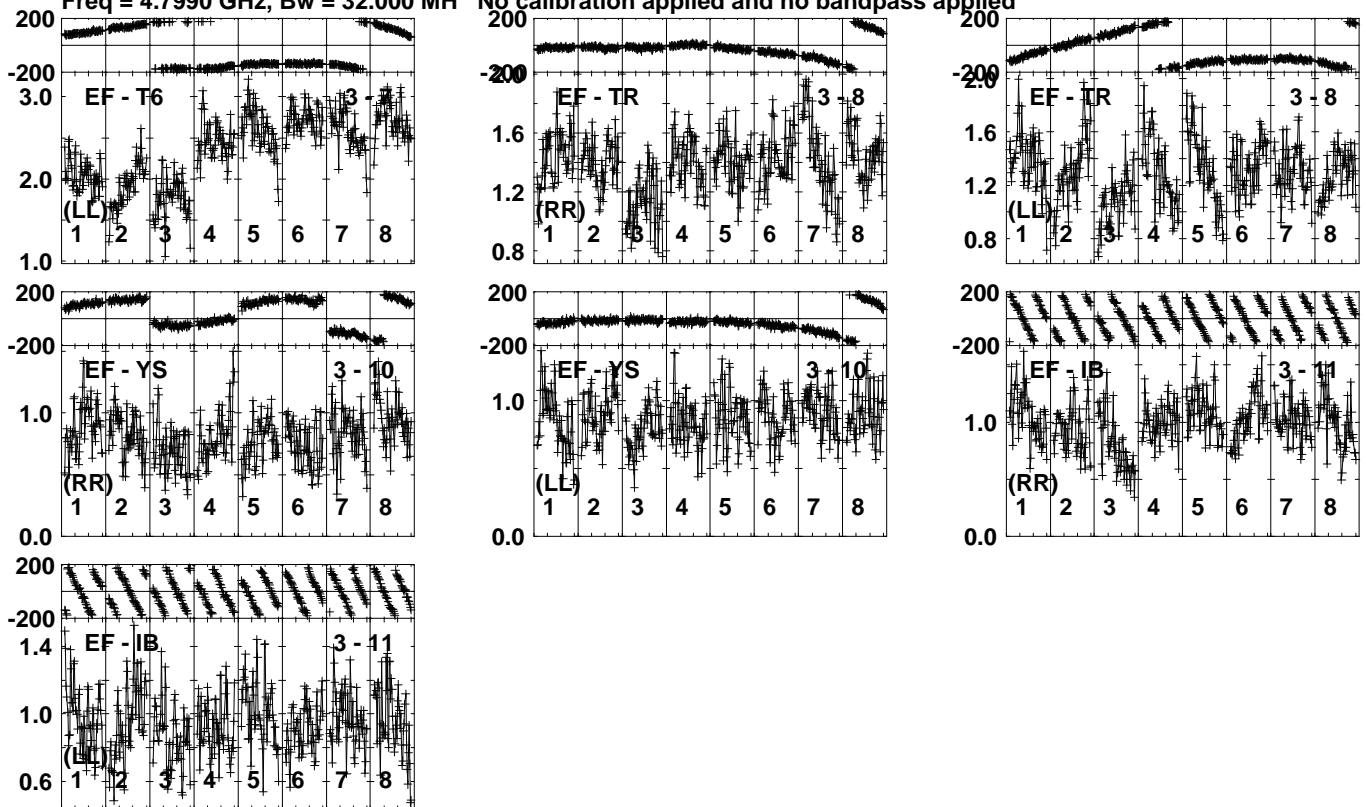 Freq = 4.7990 GHz, Bw = 32.000 MH No calibration applied and no bandpass applied
200
-200
3.0
2.0
1.0
EF - T6
3 - 7
(LL)
1 2 3 4 5 6 7 8
200
-200
2.0
1.6
1.2
0.8
EF - TR
3 - 8
(RR)
1 2 3 4 5 6 7 8
200
-200
2.0
1.6
1.2
0.8
EF - TR
3 - 8
(LL)
1 2 3 4 5 6 7 8
200
-200
1.0
0.0
EF - YS
3 - 10
(RR)
1 2 3 4 5 6 7 8
200
-200
1.0
0.0
EF - YS
3 - 10
(LL)
1 2 3 4 5 6 7 8
200
-200
1.0
0.0
EF - IB
3 - 11
(RR)
1 2 3 4 5 6 7 8
200
-200
1.4
1.0
0.6
EF - IB
3 - 11
(LL)
1 2 3 4 5 6 7 8